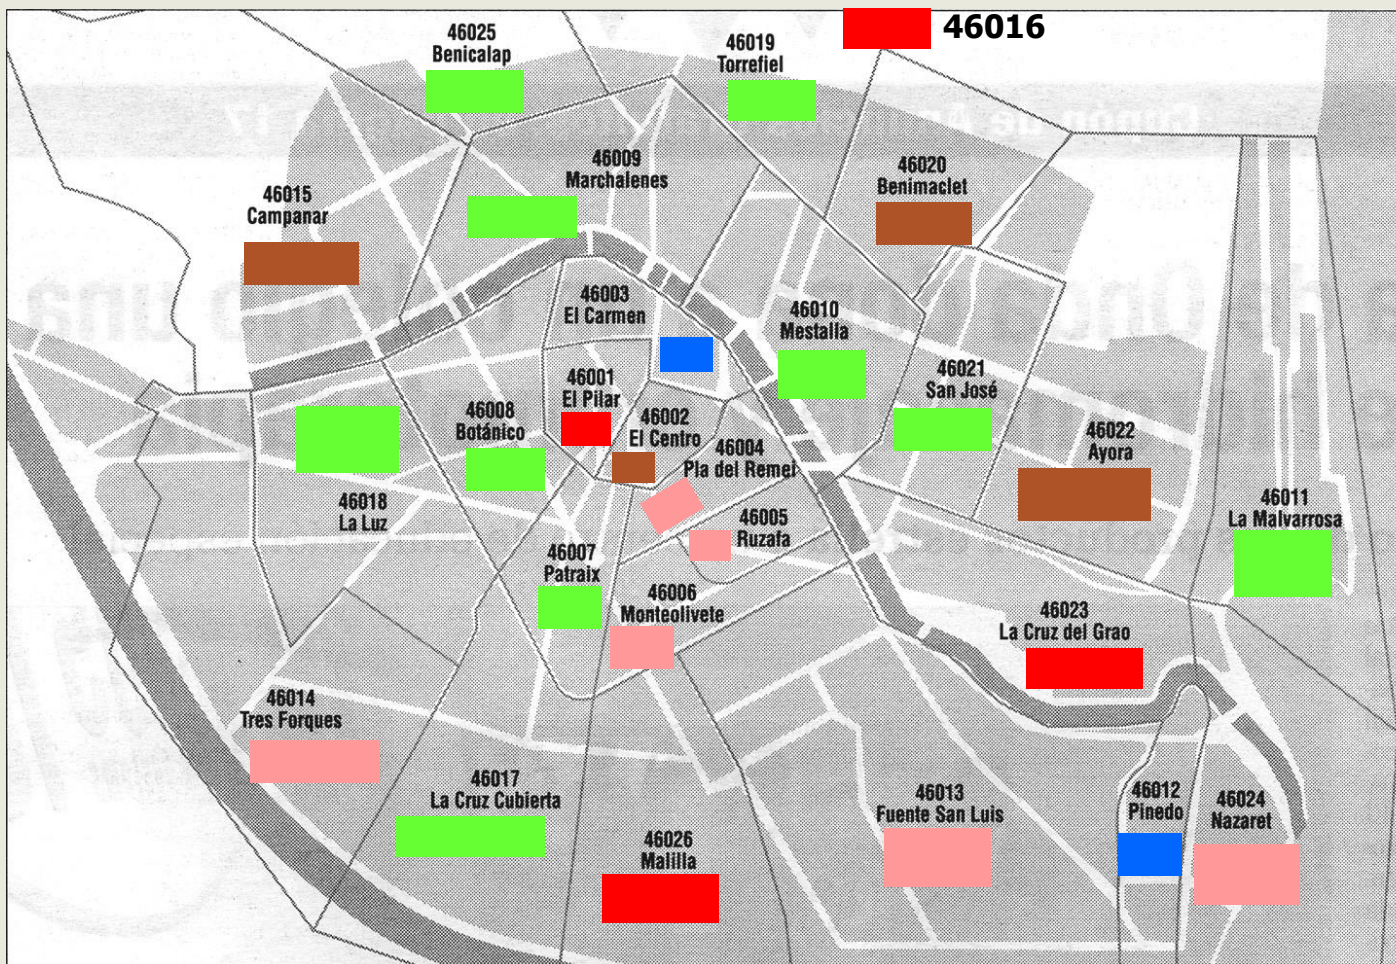 46016
46025
Benicalap
46019
Torrefiel
46009
Marchalenes
46020
Benimaclet
46015
Campanar
46003
El Carmen
46010
Mestalla
46001
El Pilar
46021
San José
46008
Botánico
46002
El Centro
46004
Pla del Remei
46022
Ayora
46018
La Luz
46005
Ruzafa
46011
La Malvarrosa
46007
Patraix
46006
Monteolivete
46023
La Cruz del Grao
46014
Tres Forques
46017
La Cruz Cubierta
46013
Fuente San Luis
46012
Pinedo
46024
Nazaret
46026
Malilla